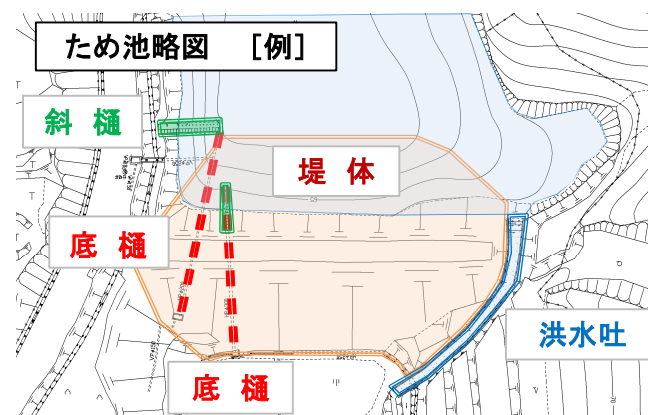 ため池略図 [例]
斜 樋
堤 体
底 樋
洪水吐
底 樋